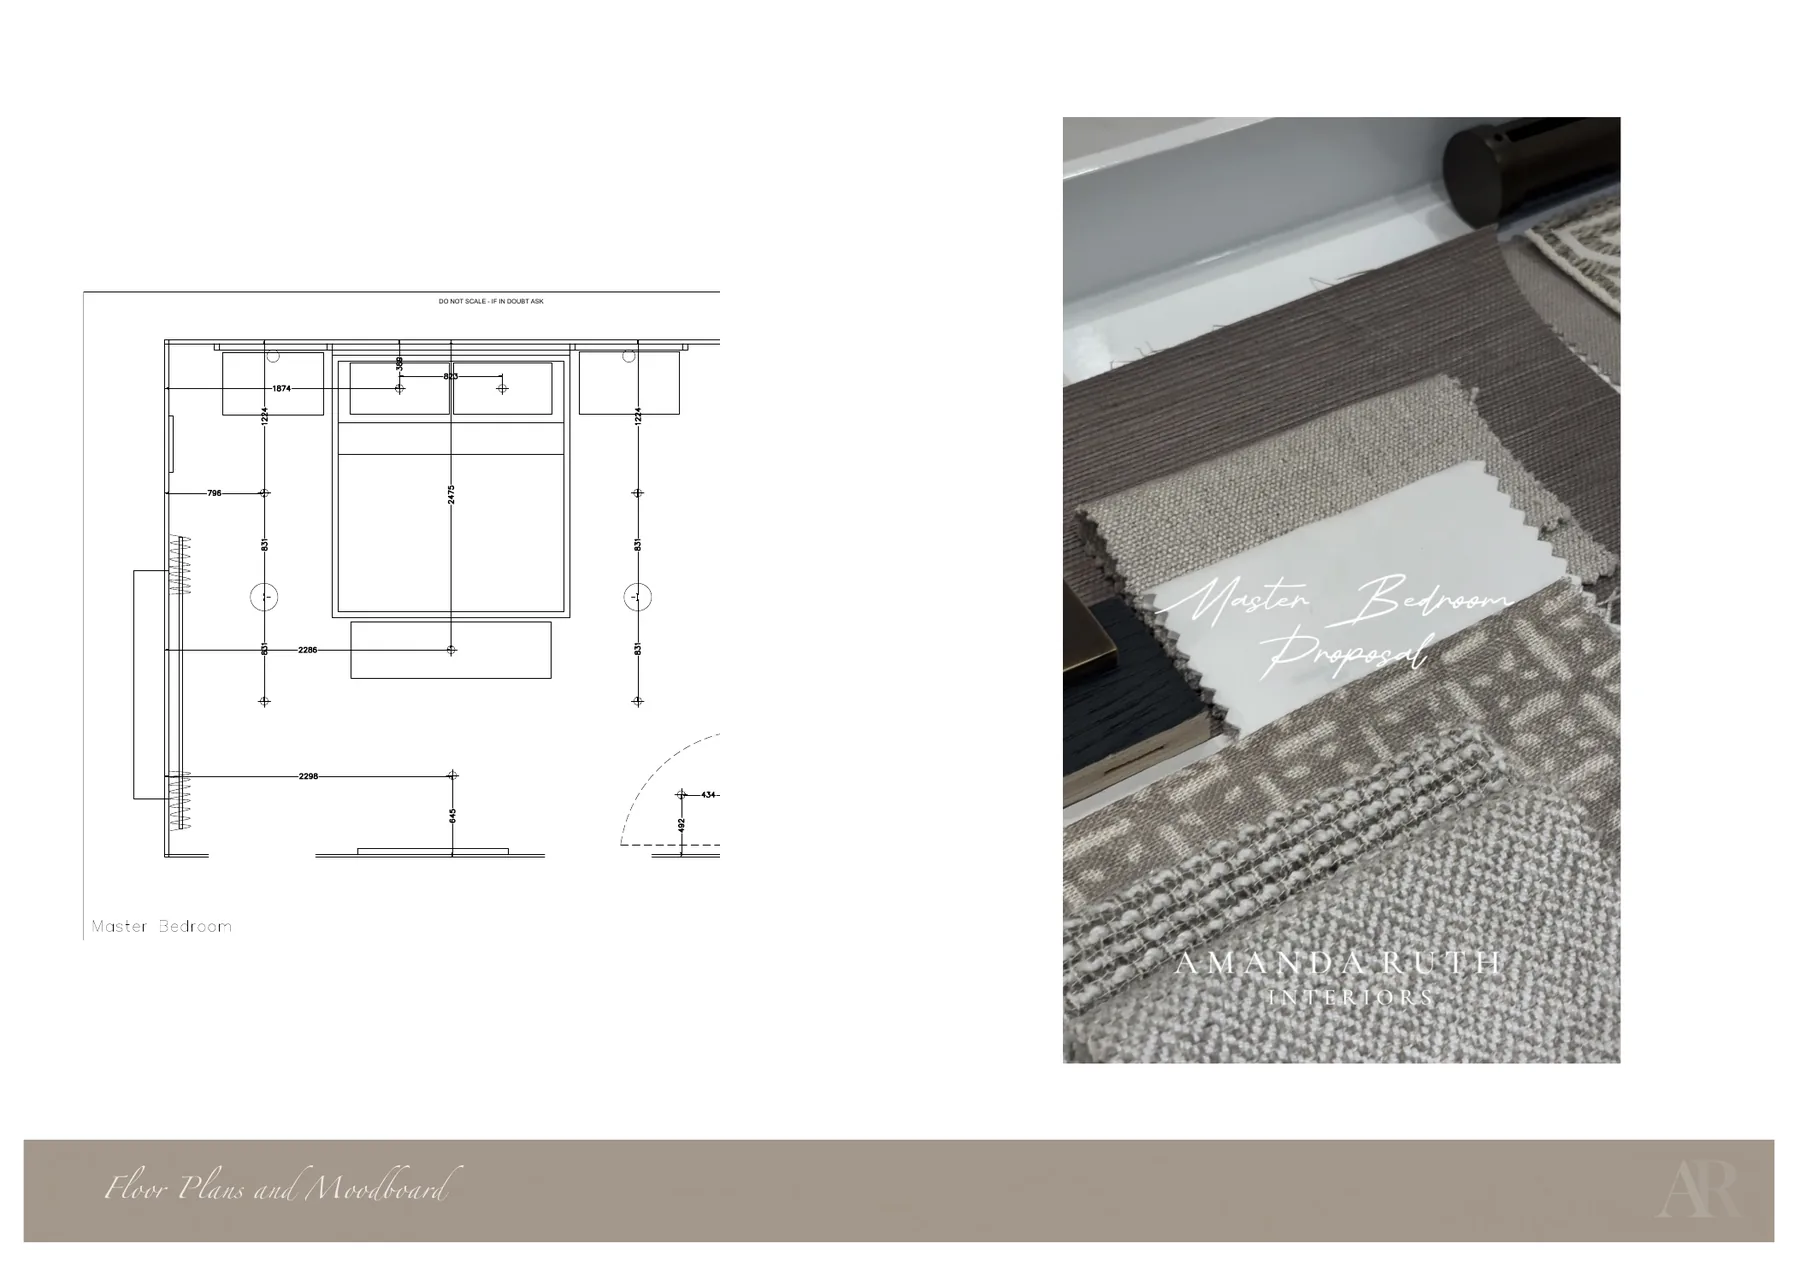 DO NOT SCALE - IF IN DOUBT ASK
389
823
1874
1224
1224
2475
796
831
831
2286
831
831
2298
645
434
492
Master Bedroom
Master Bedroom
Proposal
AMANDA RUTH
INTERIORS
Floor Plans and Moodboard
AR